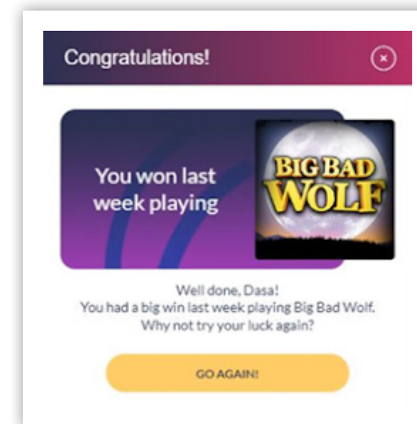 Congratulations!
You won last
week playing
BIG BAD
WOLF
Well done, Dasa!
You had a big win last week playing Big Bad Wolf.
Why not try your luck again?
GO AGAIN!